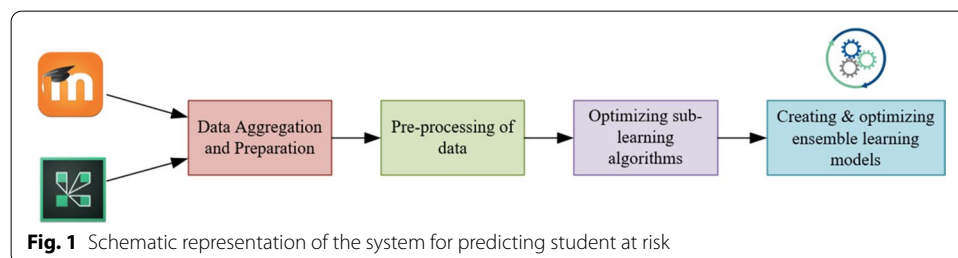 m
Data Aggregation
and Preparation
Pre-processing of
data
Optimizing sub-
learning
algorithms
Creating & optimizing
ensemble learning
models
Fig. 1 Schematic representation of the system for predicting student at risk